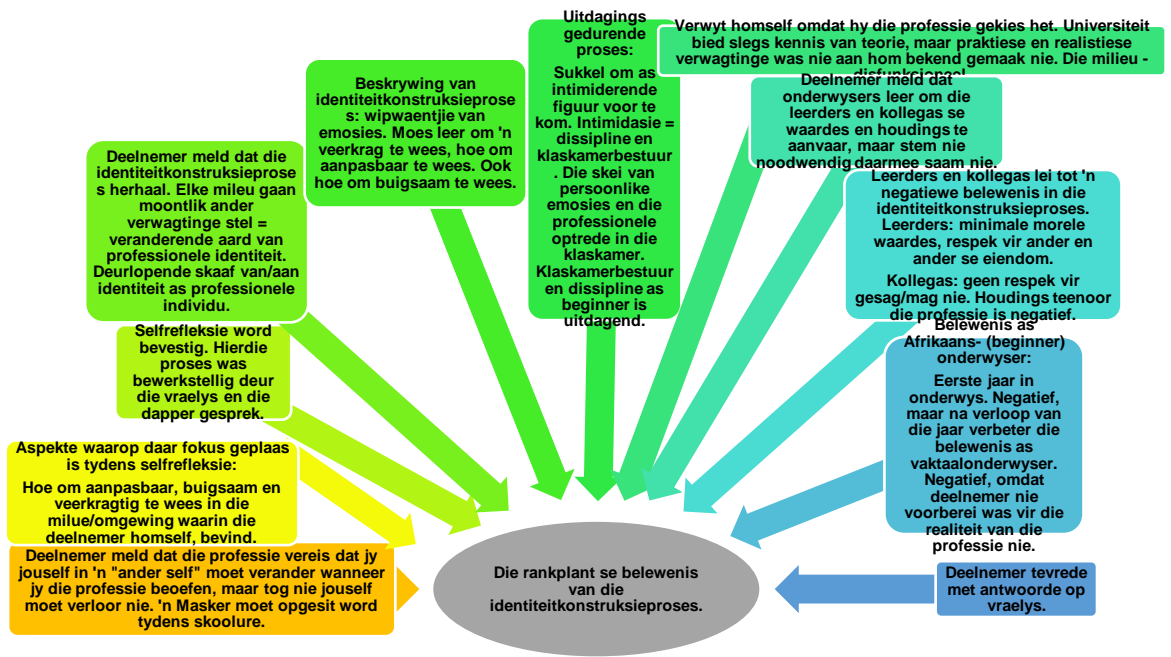 Deelnemer meld dat die professie vereis dat jy
jouself in 'n "ander self" moet verander wanneer
jy die professie beoefen, maar tog nie jouself
moet verloor nie. 'n Masker moet opgesit word
tydens skoolure.
Aspekte waarop daar fokus geplaas
is tydens selfrefleksie:
Hoe om aanpasbaar, buigsaam en
veerkragtig te wees in die
milue/omgewing waarin die
deelnemer homself, bevind.
Selfrefleksie word
bevestig. Hierdie
proses was
bewerkstellig deur
die vraelys en die
dapper gesprek.
Deelnemer meld dat die
identiteitkonstruksieprose
s herhaal. Elke mileu gaan
moontlik ander
verwagtinge stel =
veranderende aard van
professionele identiteit.
Deurlopende skaaf van/aan
identiteit as professionele
individu.
Beskrywing van
identiteitkonstruksieprose
s: wipwaentjie van
emosies. Moes leer om 'n
veerkrag te wees, hoe om
aanpasbaar te wees. Ook
hoe om buigsaam te wees.
Uitdagings
gedurende
proses:
Sukkel om as
intimiderende
figuur voor te
kom. Intimidasie =
dissipline en
klaskamerbestuur
. Die skei van
persoonlike
emosies en die
professionele
optrede in die
klaskamer.
Klaskamerbestuur
en dissipline as
beginner is
uitdagend.
Verwyt homself omdat hy die professie gekies het. Universiteit
bied slegs kennis van teorie, maar praktiese en realistiese
verwagtinge was nie aan hom bekend gemaak nie. Die milieu -
disfunksioneel
Deelnemer meld dat
onderwysers leer om die
leerders en kollegas se
waardes en houdings te
aanvaar, maar stem nie
noodwendig daarmee saam nie.
Leerders en kollegas lei tot 'n
negatiewe belewenis in die
identiteitkonstruksieproses.
Leerders: minimale morele
waardes, respek vir ander en
ander se eiendom.
Kollegas: geen respek vir
gesag/mag nie. Houdings teenoor
die professie is negatief.
Belewenis as
Afrikaans- (beginner)
onderwyser:
Eerste jaar in
onderwys. Negatief,
maar na verloop van
die jaar verbeter die
belewenis as
vaktaalonderwyser.
Negatief, omdat
deelnemer nie
voorberei was vir die
realiteit van die
professie nie.
Deelnemer tevrede
met antwoorde op
vraelys.
Die rankplant se belewenis
van die
identiteitkonstruksieproses.